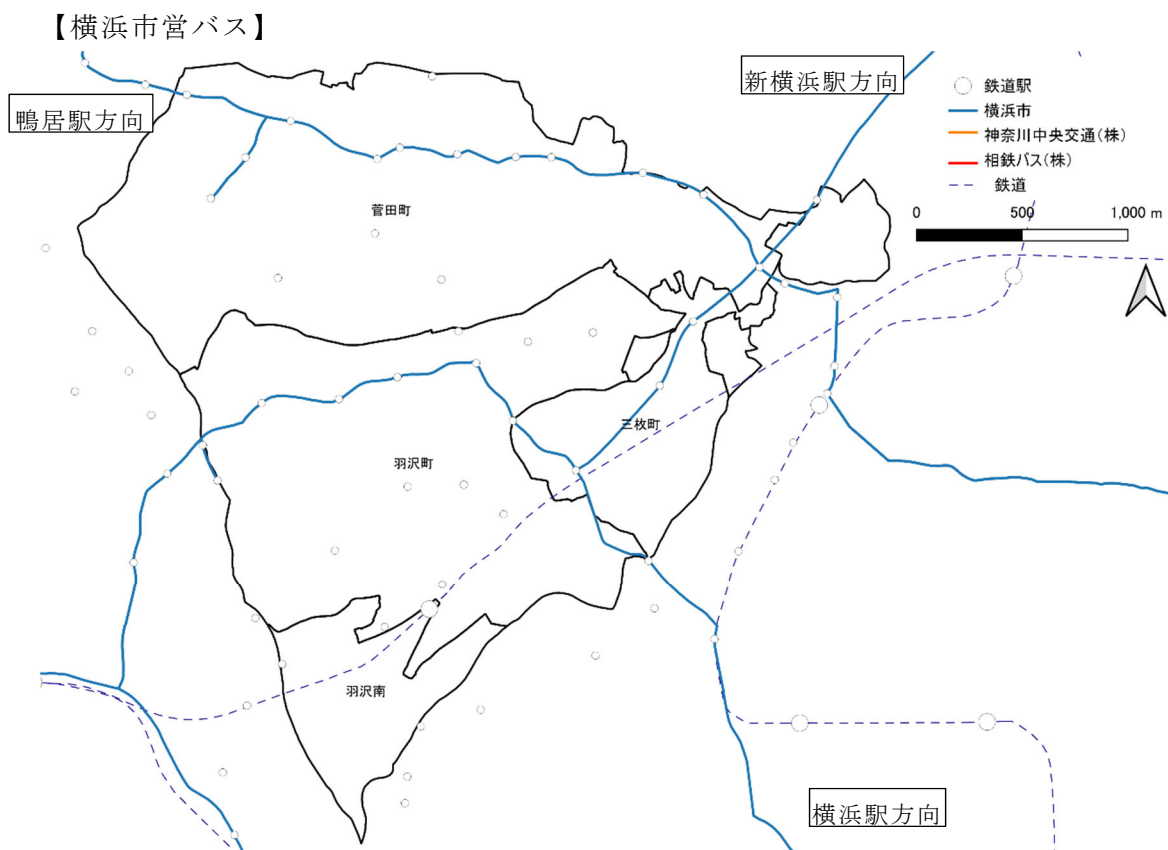 【横浜市営バス】
新横浜駅方向
鴨居駅方向
鉄道駅
横浜市
神奈川中央交通(株)
相鉄バス(株)
鉄道
0 500 1,000 m
菅田町
三枚町
羽沢町
羽沢南
横浜駅方向